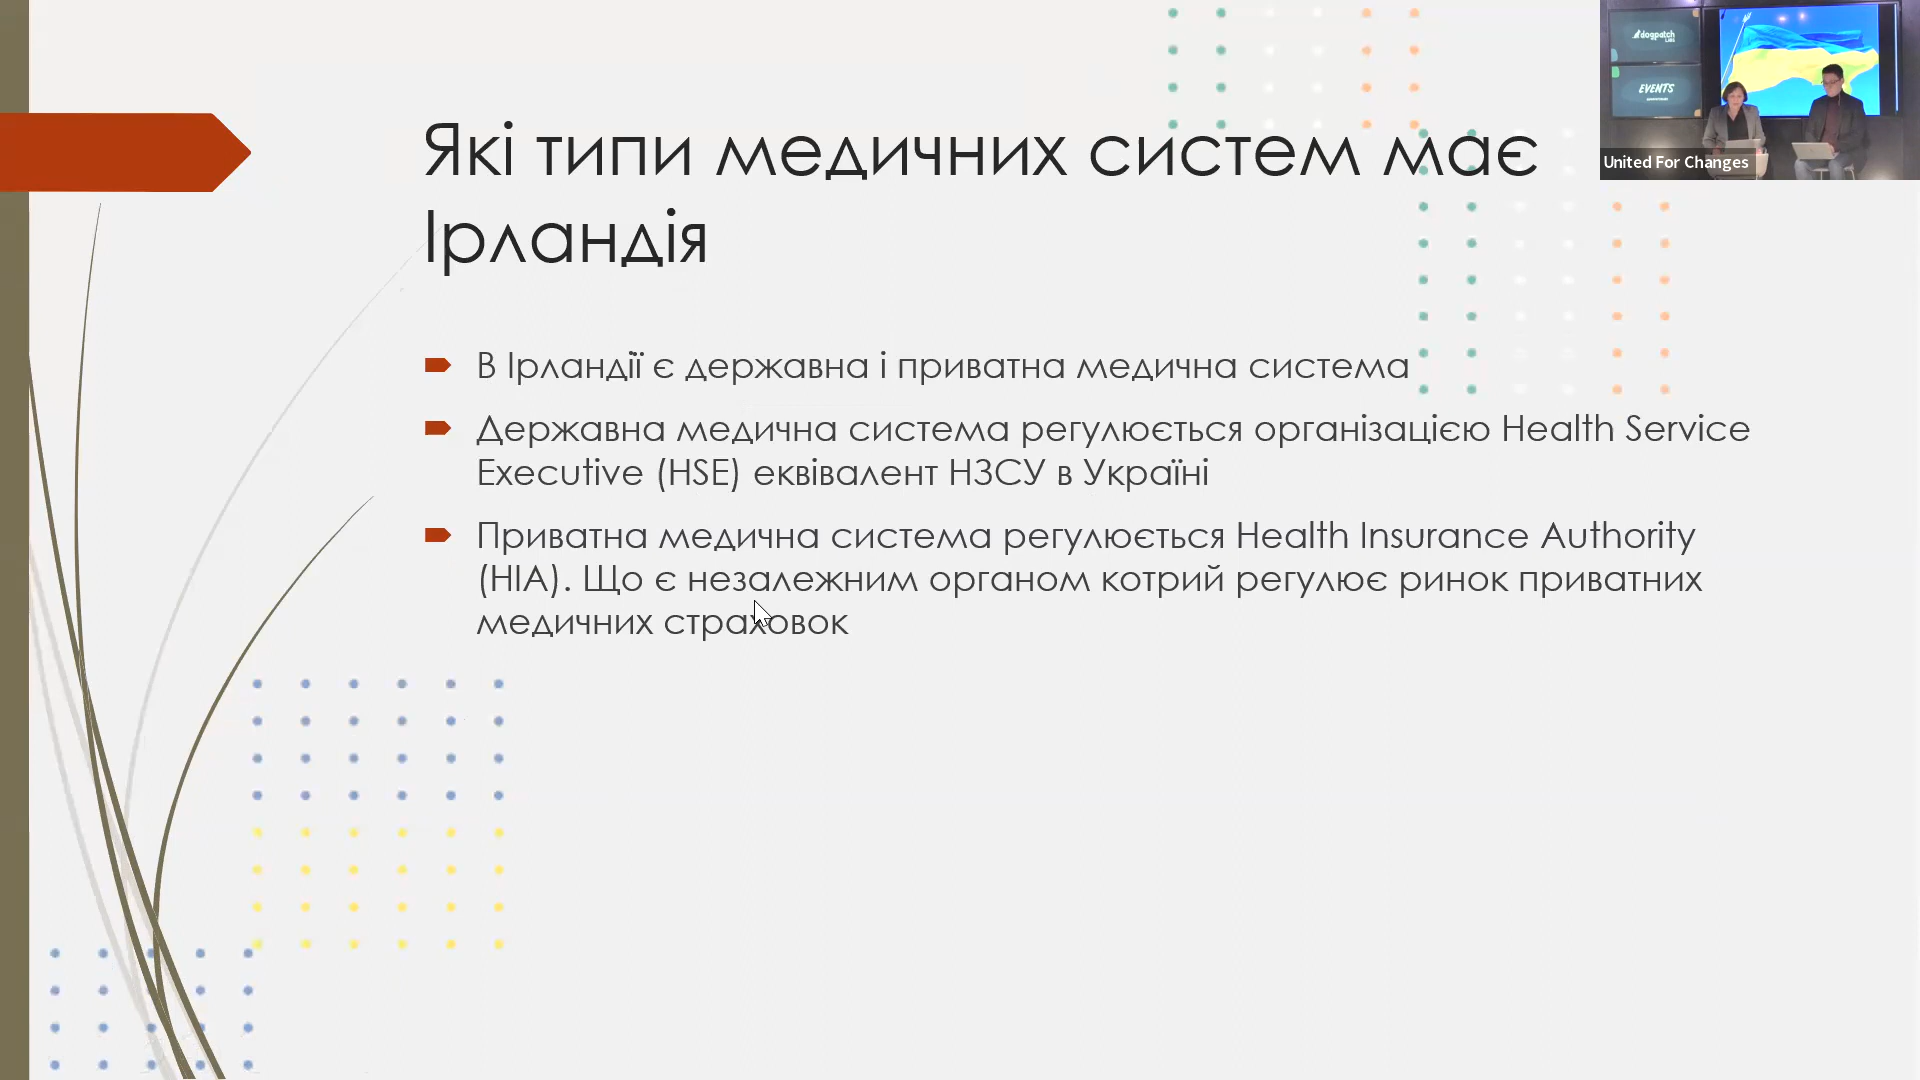 Які типи медичних систем має
Ірландія
В Ірландії є державна і приватна медична система
Державна медична система регулюється організацією Health Service
Executive (HSE) еквівалент НЗСУ в Україні
Приватна медична система регулюється Health Insurance Authority
(HIA). Що є незалежним органом котрий регулює ринок приватних
медичних страховок
dogpatch
LABS
EVENTS
United For Changes